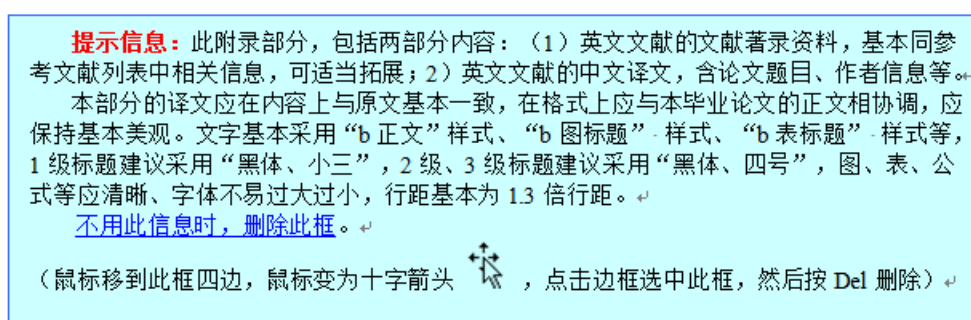 提示信息：此附录部分，包括两部分内容：（1）英文文献的文献著录资料，基本同参
考文献列表中相关信息，可适当拓展；2）英文文献的中文译文，含论文题目、作者信息等。
本部分的译文应在内容上与原文基本一致，在格式上应与本毕业论文的正文相协调，应
保持基本美观。文字基本采用“b 正文”样式、“b 图标题”样式、“b 表标题”样式等，
1 级标题建议采用“黑体、小三”，2 级、3 级标题建议采用“黑体、四号”，图、表、公
式等应清晰、字体不易过大过小，行距基本为 1.3 倍行距。
不用此信息时，删除此框。
（鼠标移到此框四边，鼠标变为十字箭头 ，点击边框选中此框，然后按 Del 删除）